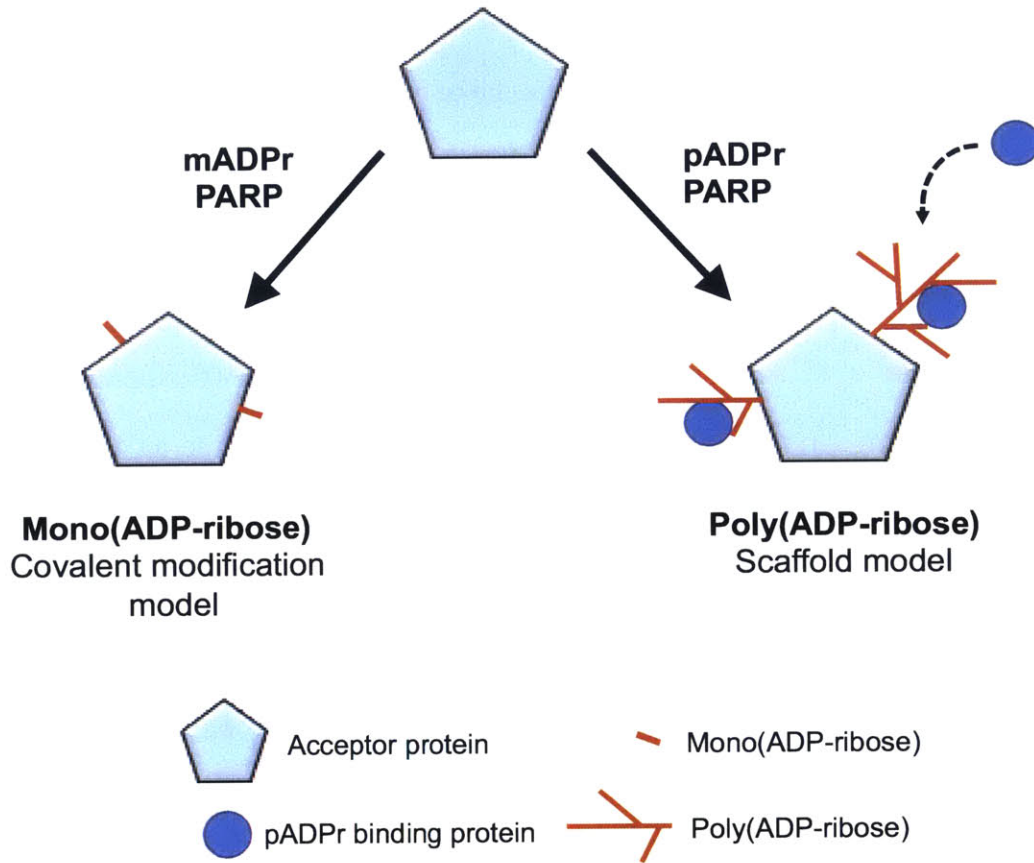 mADPr
PARP
pADPr
PARP
Mono(ADP-ribose)
Covalent modification
model
Poly(ADP-ribose)
Scaffold model
Acceptor protein
Mono(ADP-ribose)
pADPr binding protein
Poly(ADP-ribose)